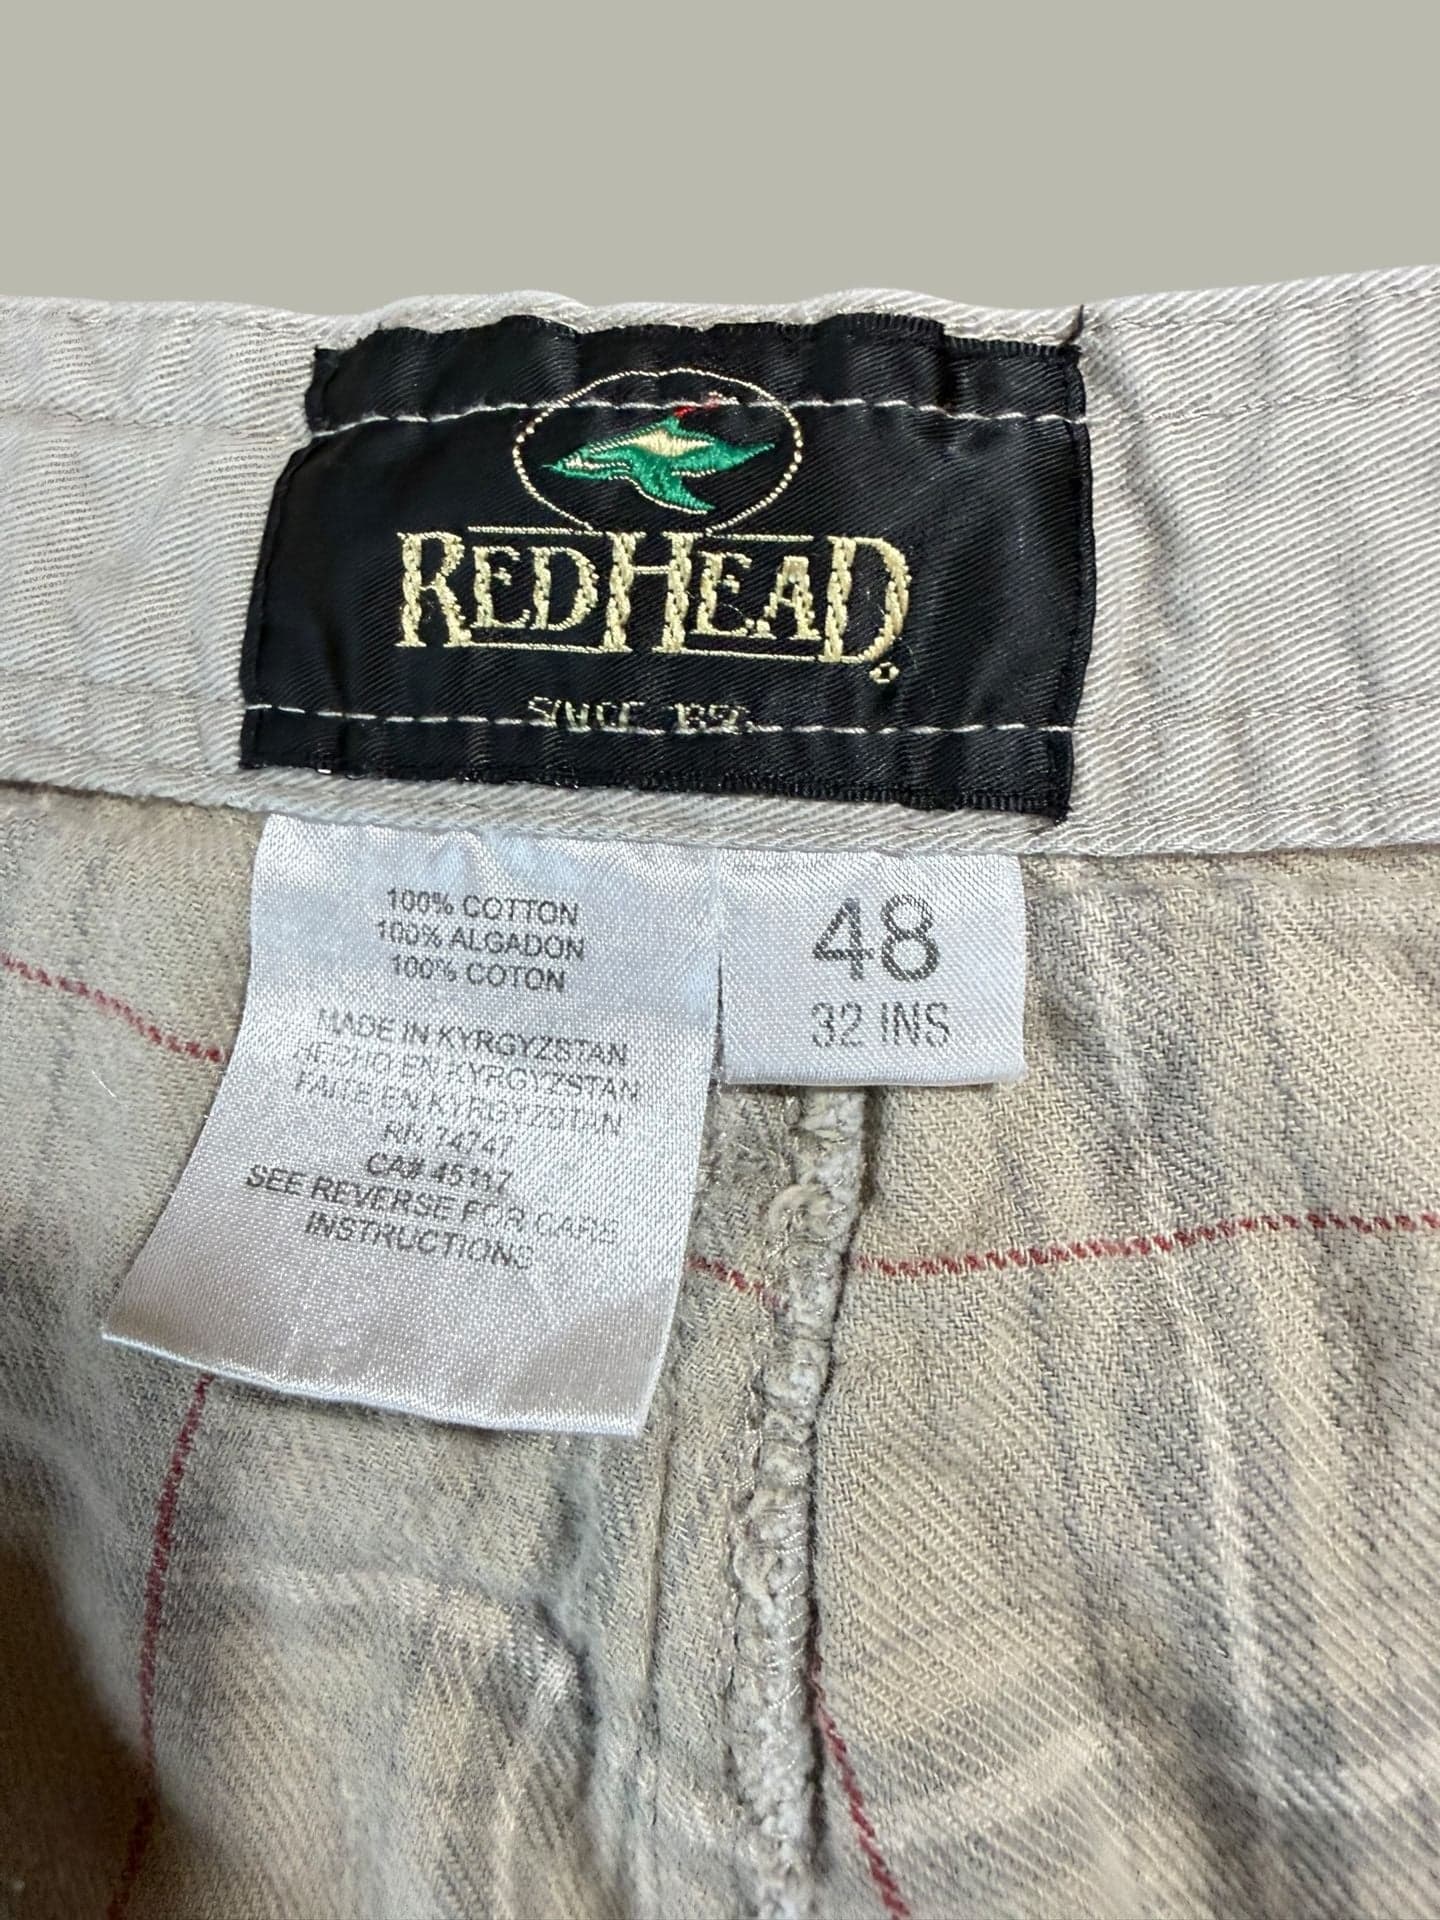 REDHEAD®
SINCE 1856
100% COTTON
100% ALGADON
100% COTON
MADE IN KYRGYZSTAN
HECHO EN KYRGYZSTAN
FAITE EN KYRGYZSTAN
RN 74747
CA# 45117
SEE REVERSE FOR CARE
INSTRUCTIONS
48
32 INS